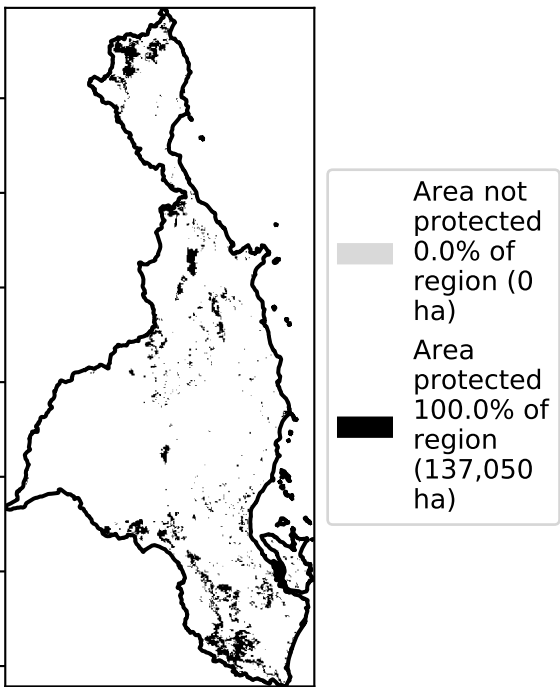 Area not
protected
0.0% of
region (0
ha)
Area
protected
100.0% of
region
(137,050
ha)